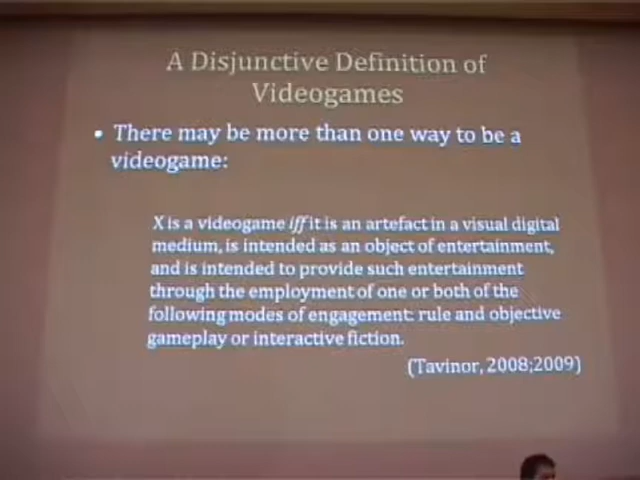 A Disjunctive Definition of
Videogames
• There may be more than one way to be a
videogame:
X is a videogame iff it is an artefact in a visual digital
medium, is intended as an object of entertainment,
and is intended to provide such entertainment
through the employment of one or both of the
following modes of engagement: rule and objective
gameplay or interactive fiction.
(Tavinor, 2008;2009)